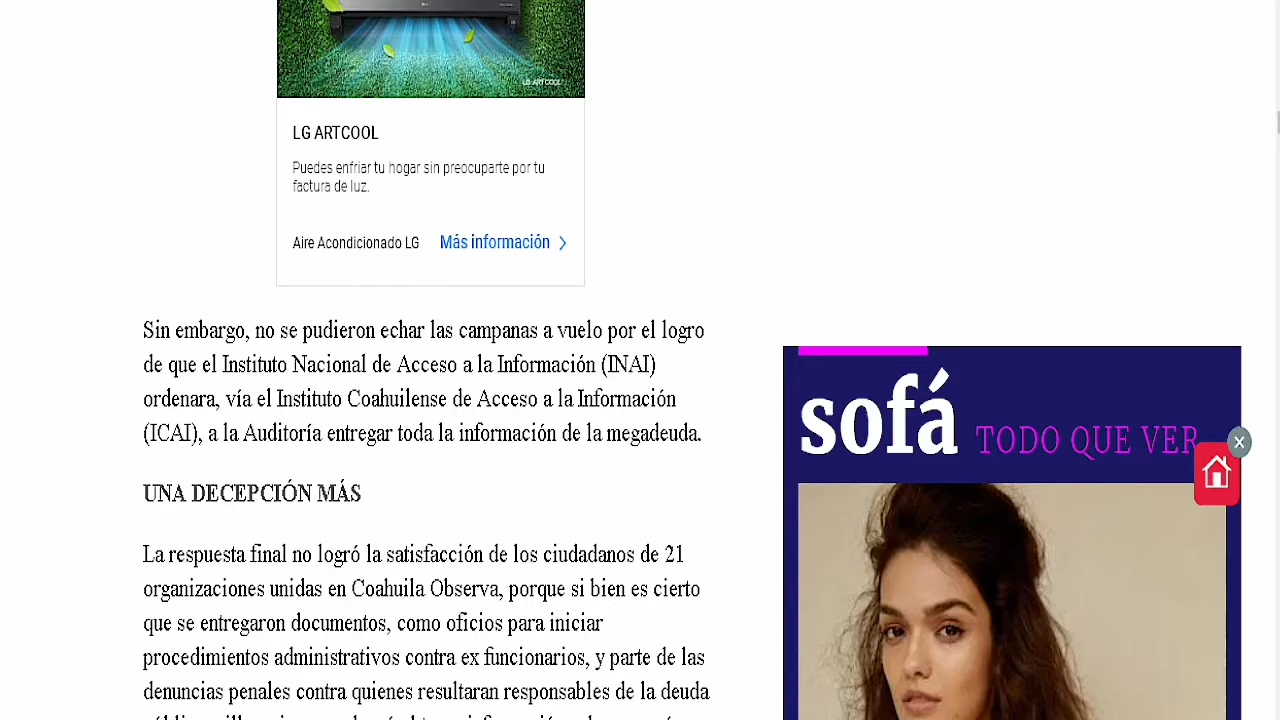 LG ARTCOOL
LG ARTCOOL
Puedes enfriar tu hogar sin preocuparte por tu
factura de luz.
Aire Acondicionado LG Más información
Sin embargo, no se pudieron echar las campanas a vuelo por el logro
de que el Instituto Nacional de Acceso a la Información (INAI)
ordenara, vía el Instituto Coahuilense de Acceso a la Información
(ICAI), a la Auditoría entregar toda la información de la megadeuda.
UNA DECEPCIÓN MÁS
La respuesta final no logró la satisfacción de los ciudadanos de 21
organizaciones unidas en Coahuila Observa, porque si bien es cierto
que se entregaron documentos, como oficios para iniciar
procedimientos administrativos contra ex funcionarios, y parte de las
denuncias penales contra quienes resultaran responsables de la deuda
sofá TODO QUE VER